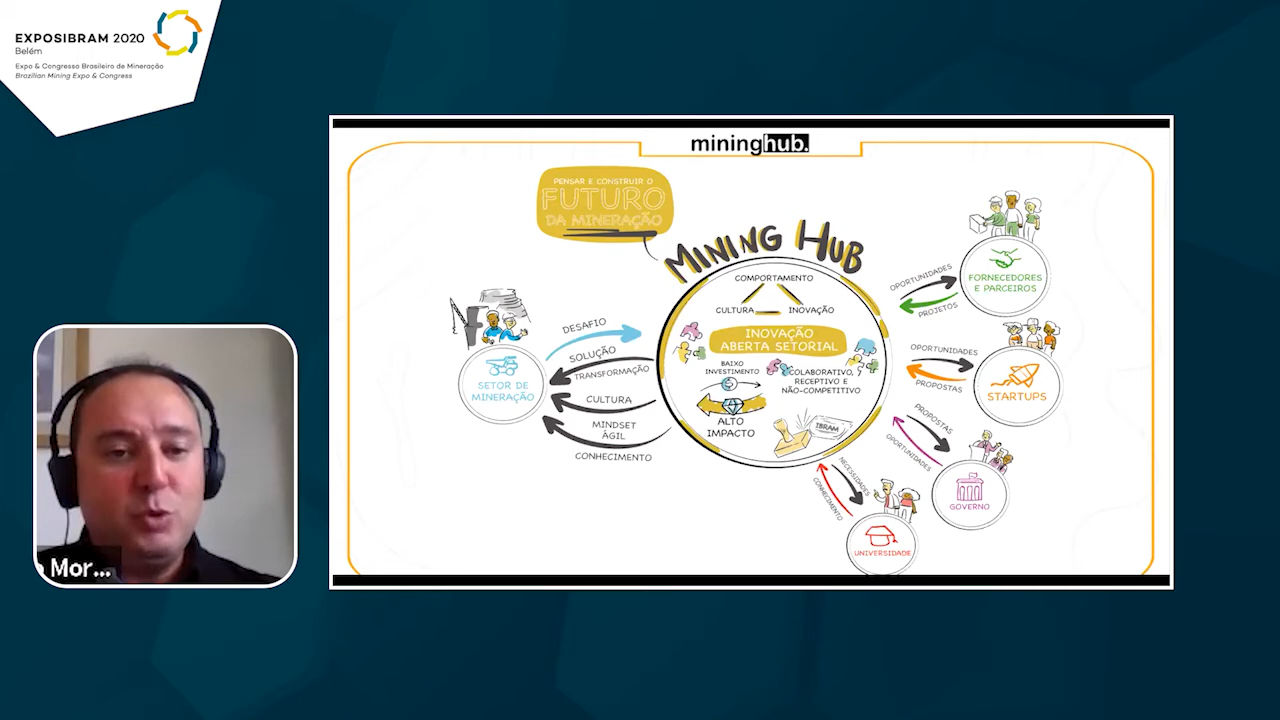 EXPOSIBRAM 2020
Belém
Expo & Congresso Brasileiro de Mineração
Brazilian Mining Expo & Congress
mininghub.
PENSAR E CONSTRUIR O
FUTURO
DA MINERAÇÃO
MINING HUB
COMPORTAMENTO
CULTURA
INOVAÇÃO
INOVAÇÃO
ABERTA SETORIAL
BAIXO
INVESTIMENTO
ALTO
IMPACTO
COLABORATIVO,
RECEPTIVO E
NÃO-COMPETITIVO
IBRAM
SETOR DE
MINERAÇÃO
DESAFIO
SOLUÇÃO
TRANSFORMAÇÃO
CULTURA
MINDSET
ÁGIL
CONHECIMENTO
OPORTUNIDADES
PROJETOS
FORNECEDORES
E PARCEIROS
OPORTUNIDADES
PROPOSTAS
STARTUPS
PROPOSTAS
OPORTUNIDADES
GOVERNO
NECESSIDADES
CONHECIMENTO
UNIVERSIDADE
Mor...